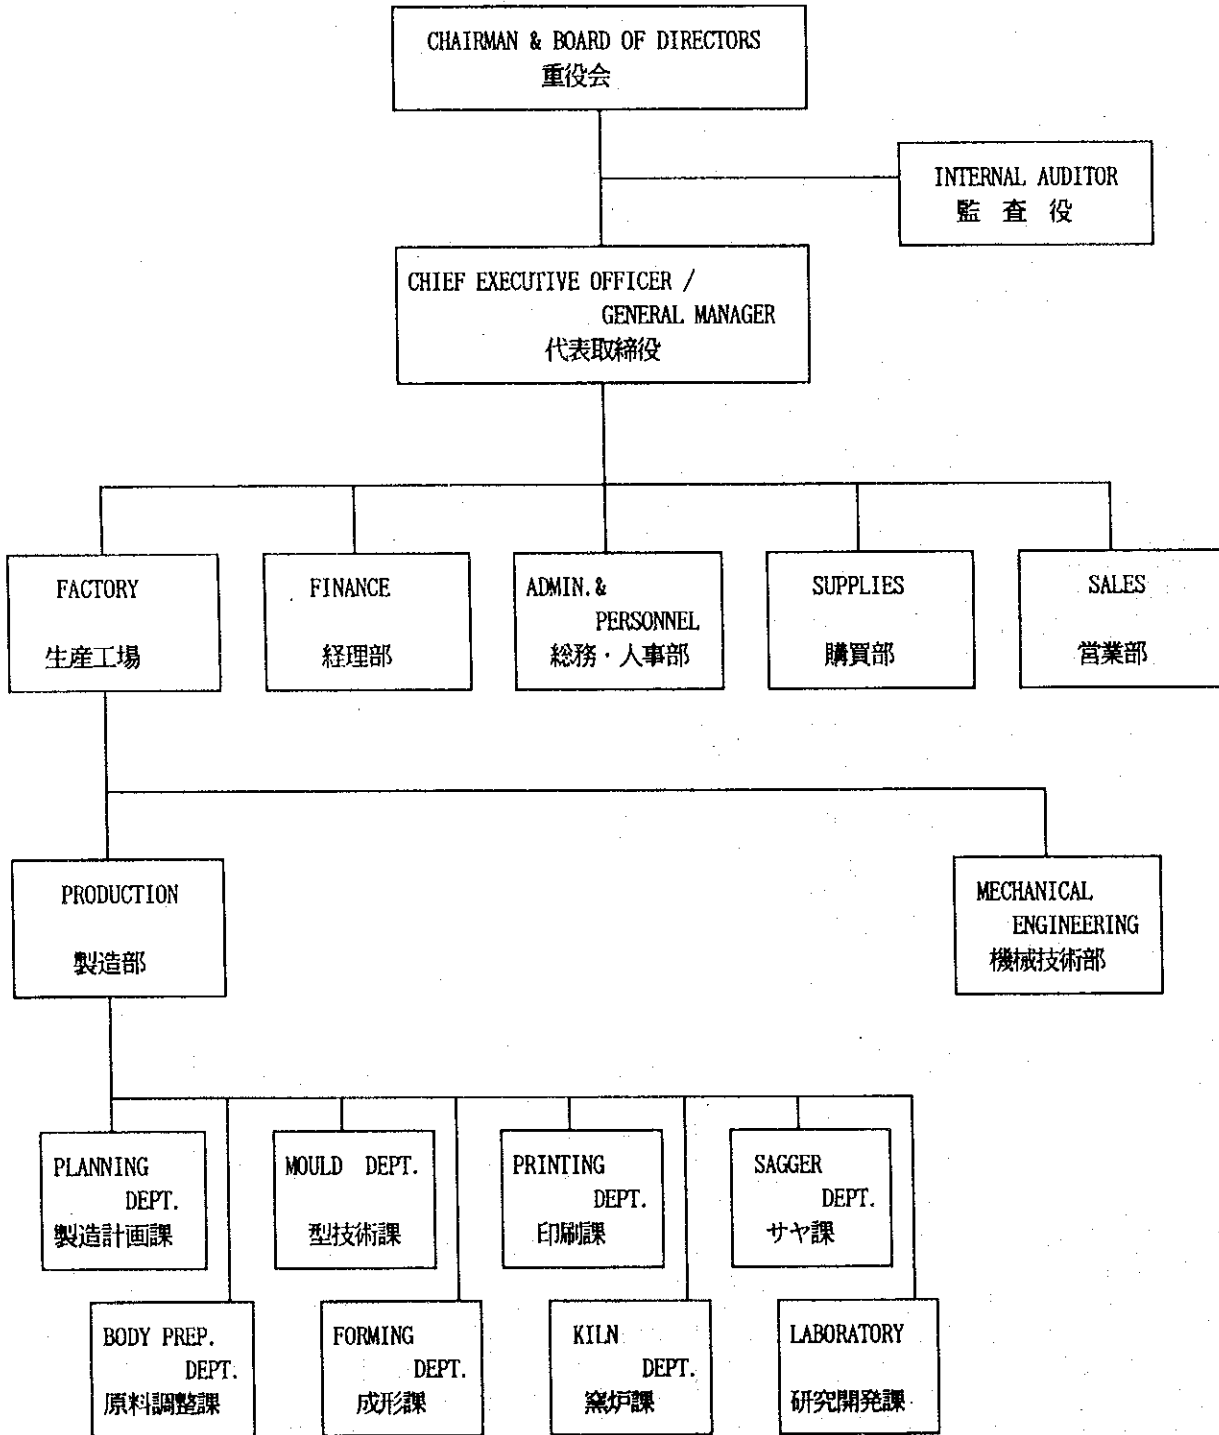 CHAIRMAN & BOARD OF DIRECTORS
重役会
INTERNAL AUDITOR
監 査 役
CHIEF EXECUTIVE OFFICER /
GENERAL MANAGER
代表取締役
FACTORY
生産工場
FINANCE
経理部
ADMIN.&
PERSONNEL
総務・人事部
SUPPLIES
購買部
SALES
営業部
PRODUCTION
製造部
MECHANICAL
ENGINEERING
機械技術部
PLANNING
DEPT.
製造計画課
MOULD DEPT.
型技術課
PRINTING
DEPT.
印刷課
SAGGER
DEPT.
サヤ課
BODY PREP.
DEPT.
原料調整課
FORMING
DEPT.
成形課
KILN
DEPT.
窯炉課
LABORATORY
研究開発課